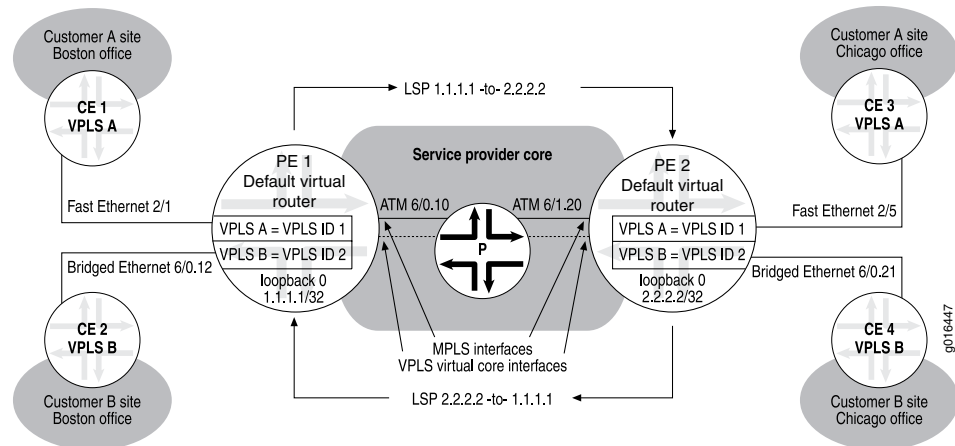 Customer A site
Boston office
CE 1
VPLS A
Fast Ethernet 2/1
Bridged Ethernet 6/0.12
CE 2
VPLS B
Customer B site
Boston office
LSP 1.1.1.1 -to- 2.2.2.2
PE 1
Default virtual
router
VPLS A = VPLS ID 1
VPLS B = VPLS ID 2
loopback 0
1.1.1.1/32
Service provider core
ATM 6/0.10
ATM 6/1.20
P
MPLS interfaces
VPLS virtual core interfaces
LSP 2.2.2.2 -to- 1.1.1.1
PE 2
Default virtual
router
VPLS A = VPLS ID 1
VPLS B = VPLS ID 2
loopback 0
2.2.2.2/32
Customer A site
Chicago office
CE 3
VPLS A
Fast Ethernet 2/5
Bridged Ethernet 6/0.21
CE 4
VPLS B
Customer B site
Chicago office
g016447